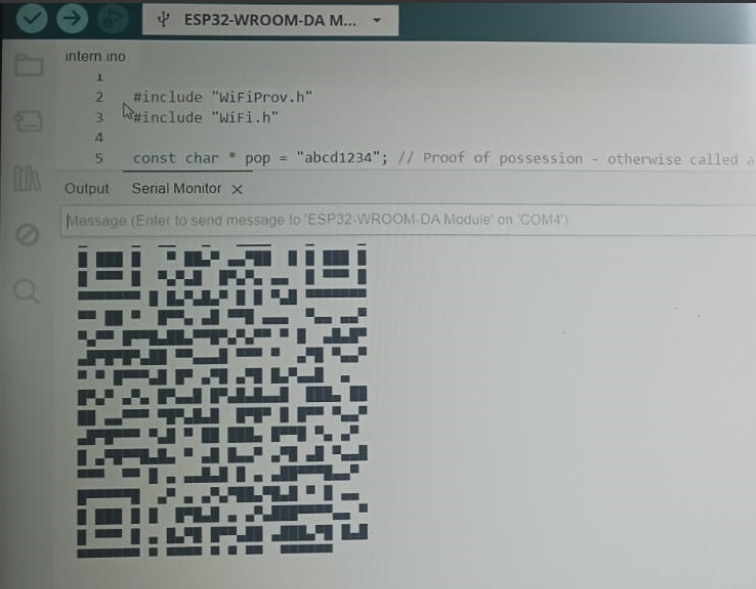 ESP32-WROOM-DA M...
intern.ino
1
2 #include "WiFiProv.h"
3 #include "WiFi.h"
4
5 const char * pop = "abcd1234"; // Proof of possession - otherwise called a
Output Serial Monitor ×
Message (Enter to send message to 'ESP32-WROOM-DA Module' on 'COM4')